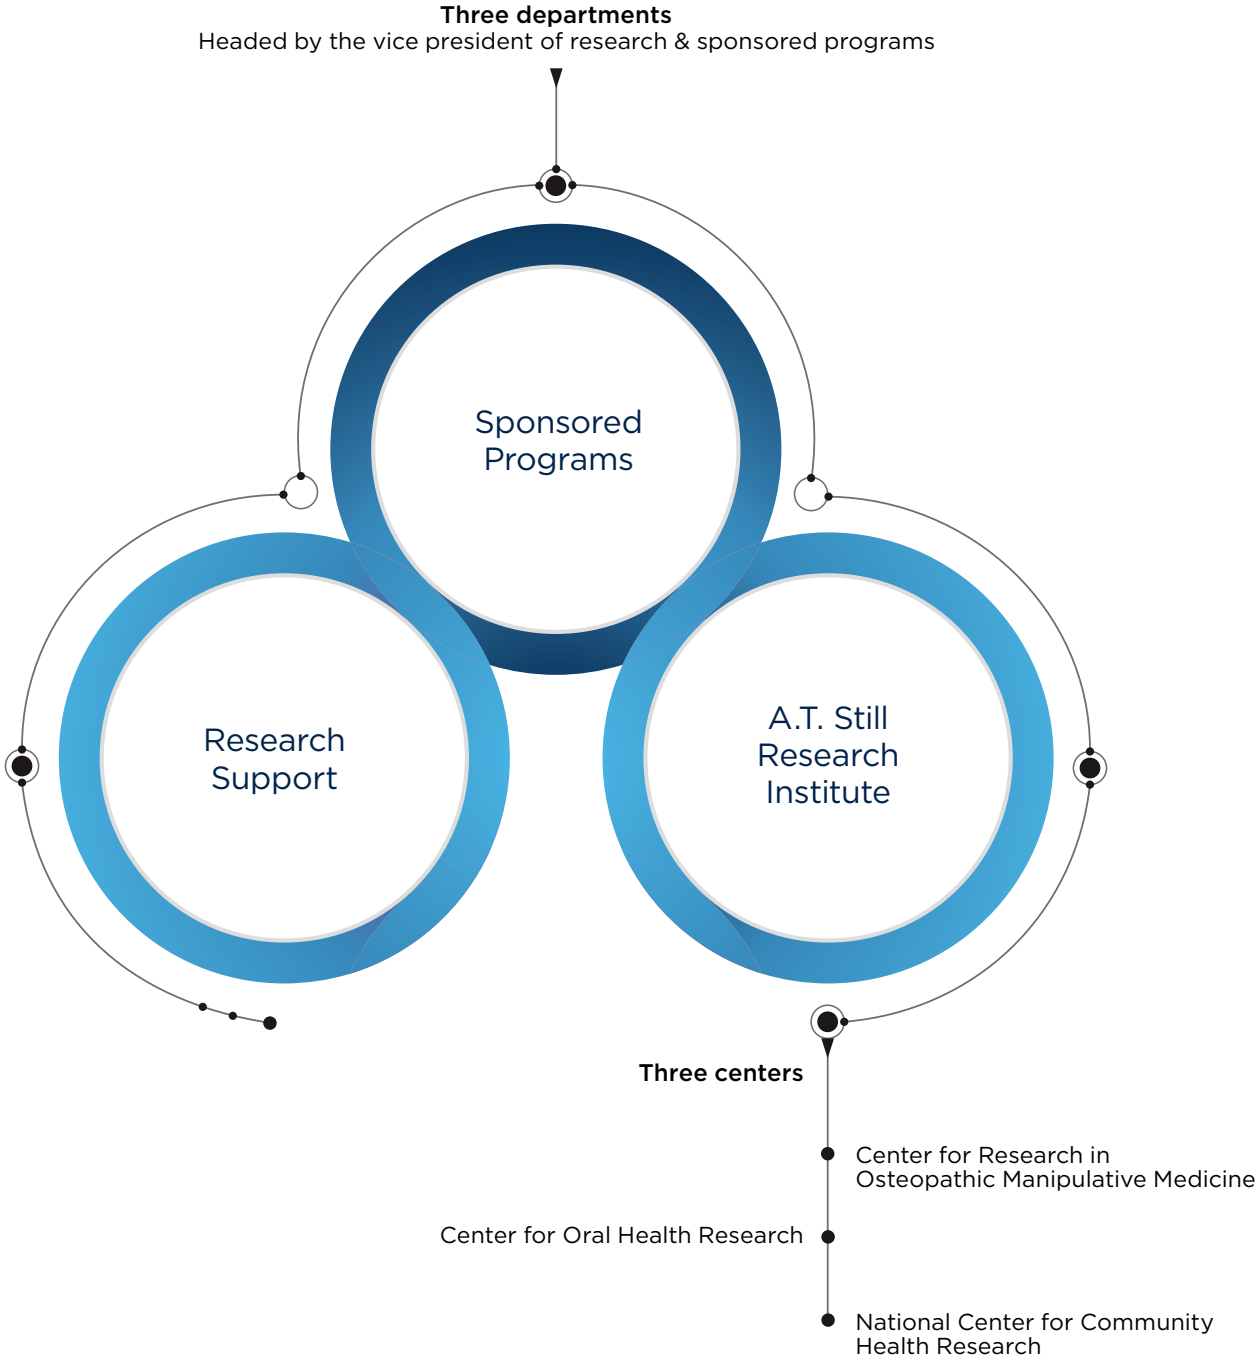 Three departments
Headed by the vice president of research & sponsored programs
Sponsored
Programs
Research
Support
A.T. Still
Research
Institute
Three centers
Center for Research in
Osteopathic Manipulative Medicine
Center for Oral Health Research
National Center for Community
Health Research